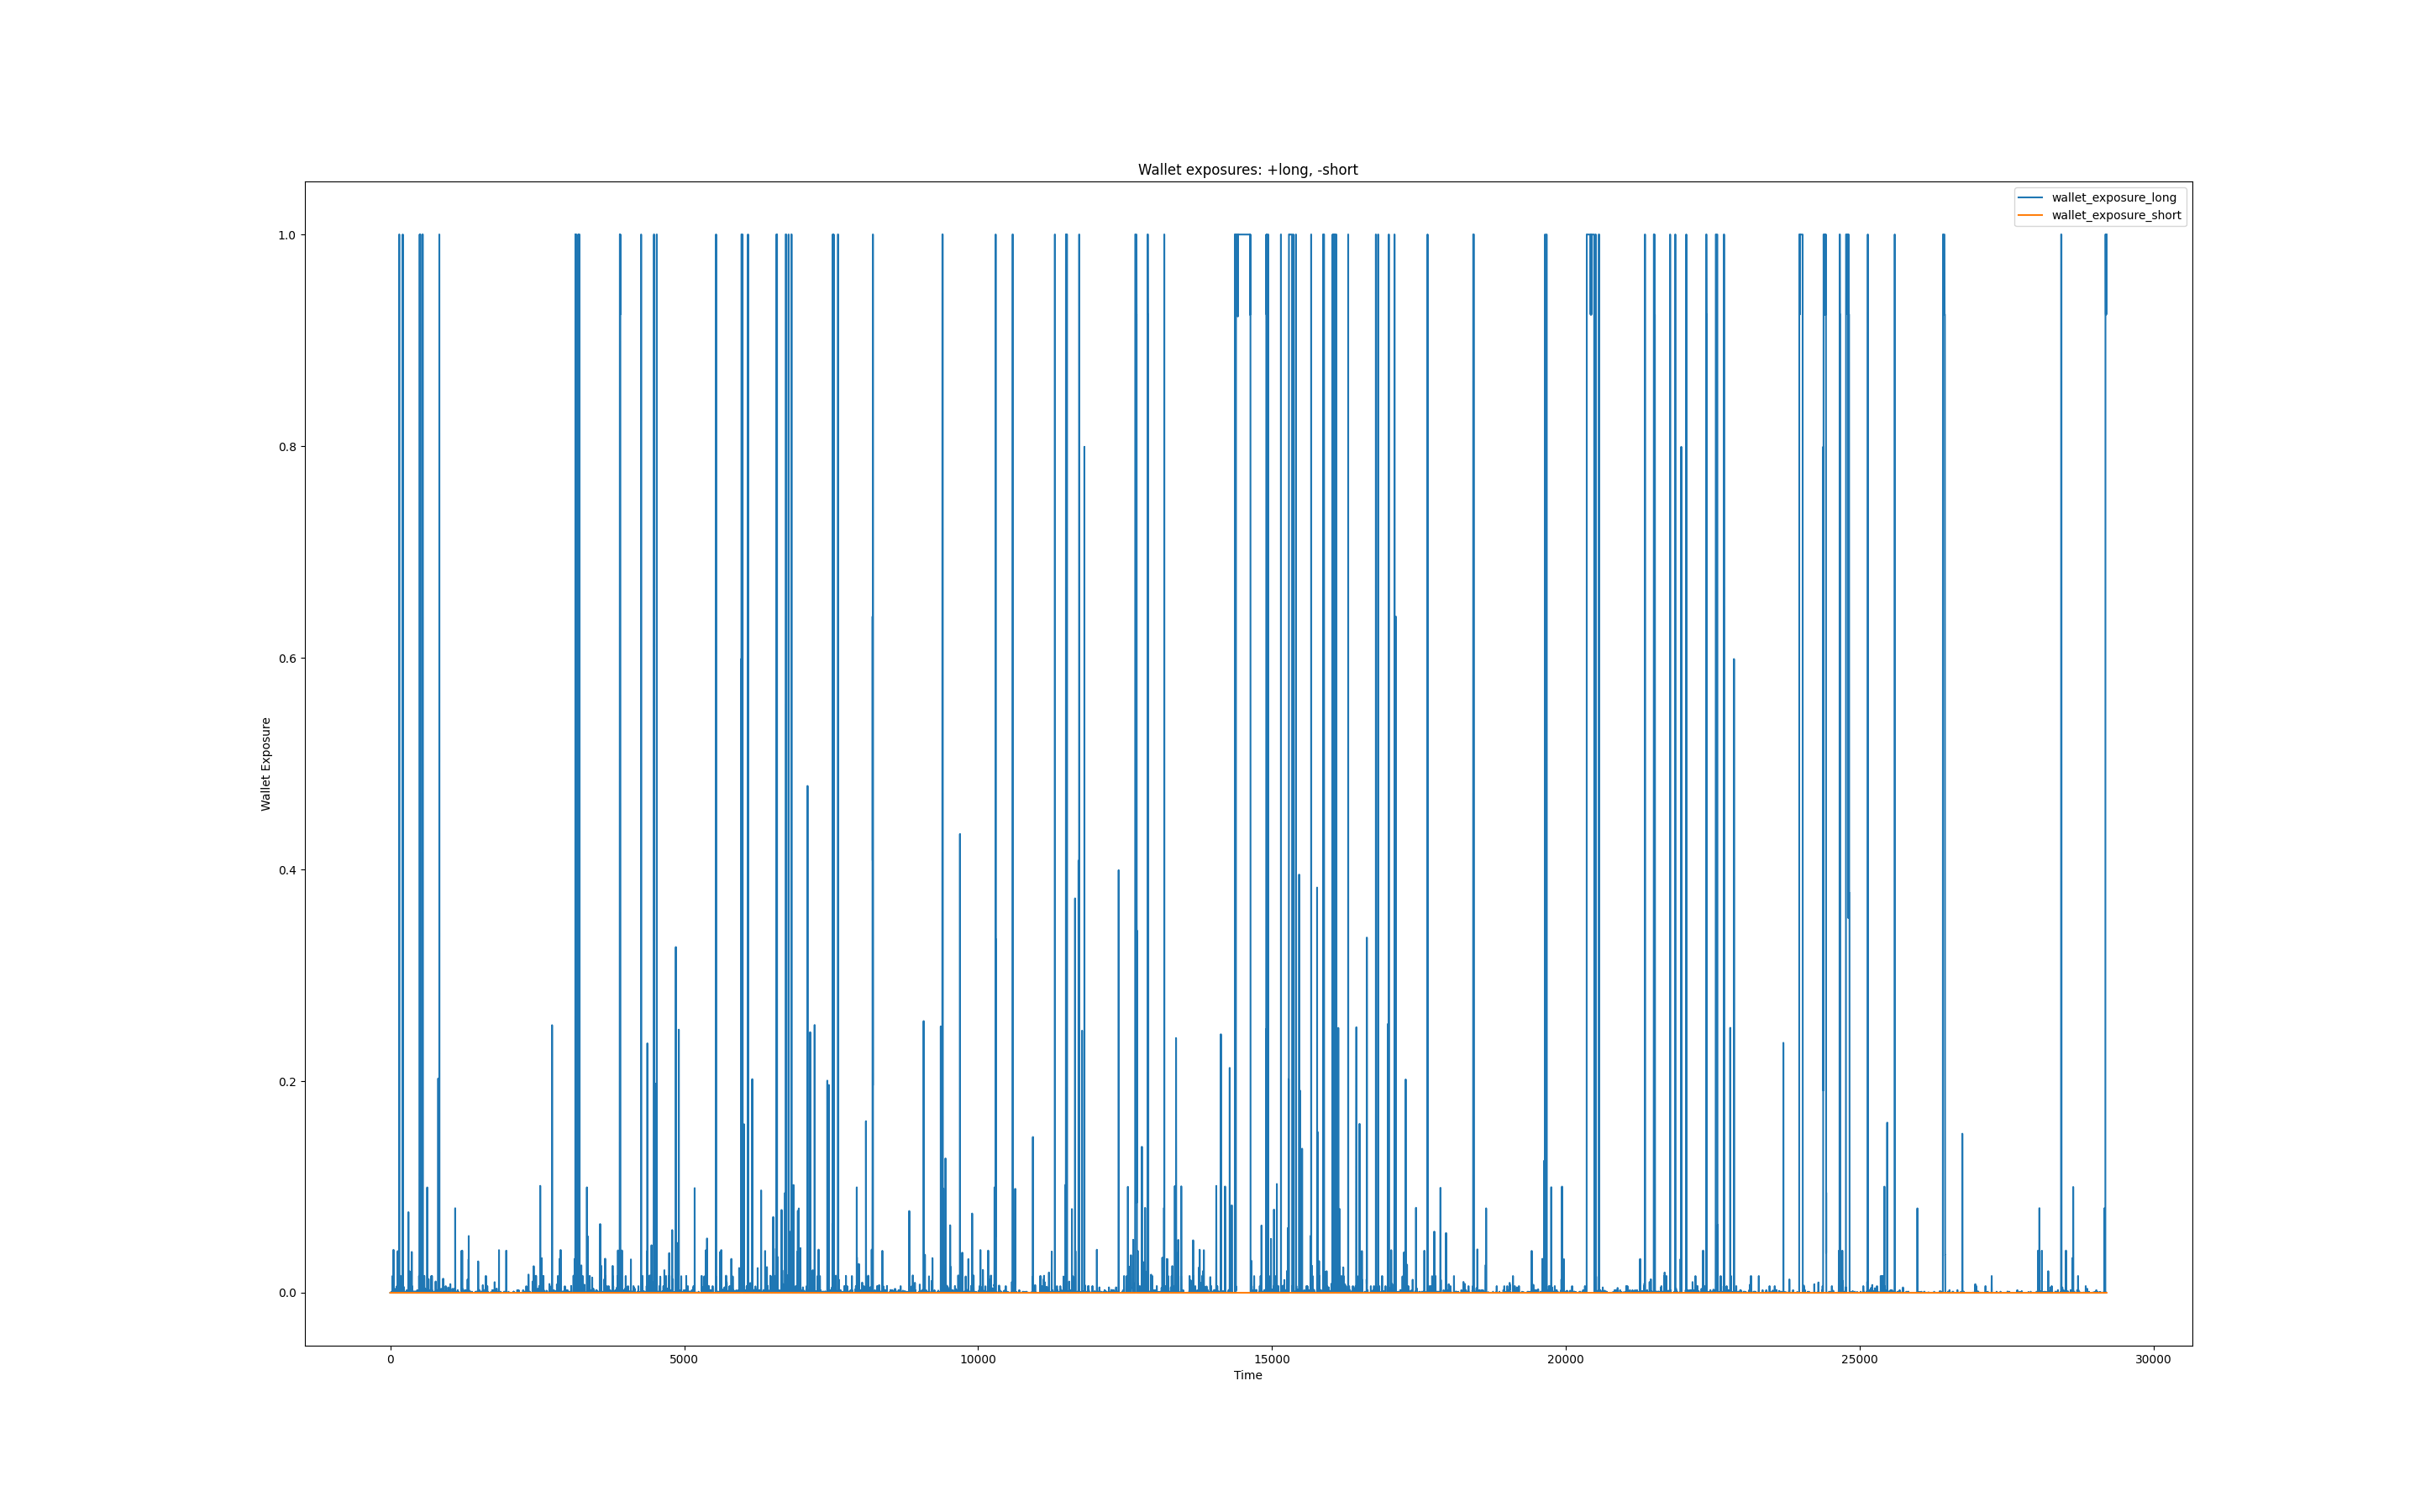 Wallet exposures: +long, -short
wallet_exposure_long
wallet_exposure_short
1.0
0.8
0.6
0.4
0.2
0.0
Wallet Exposure
0 5000 10000 15000 20000 25000 30000
Time